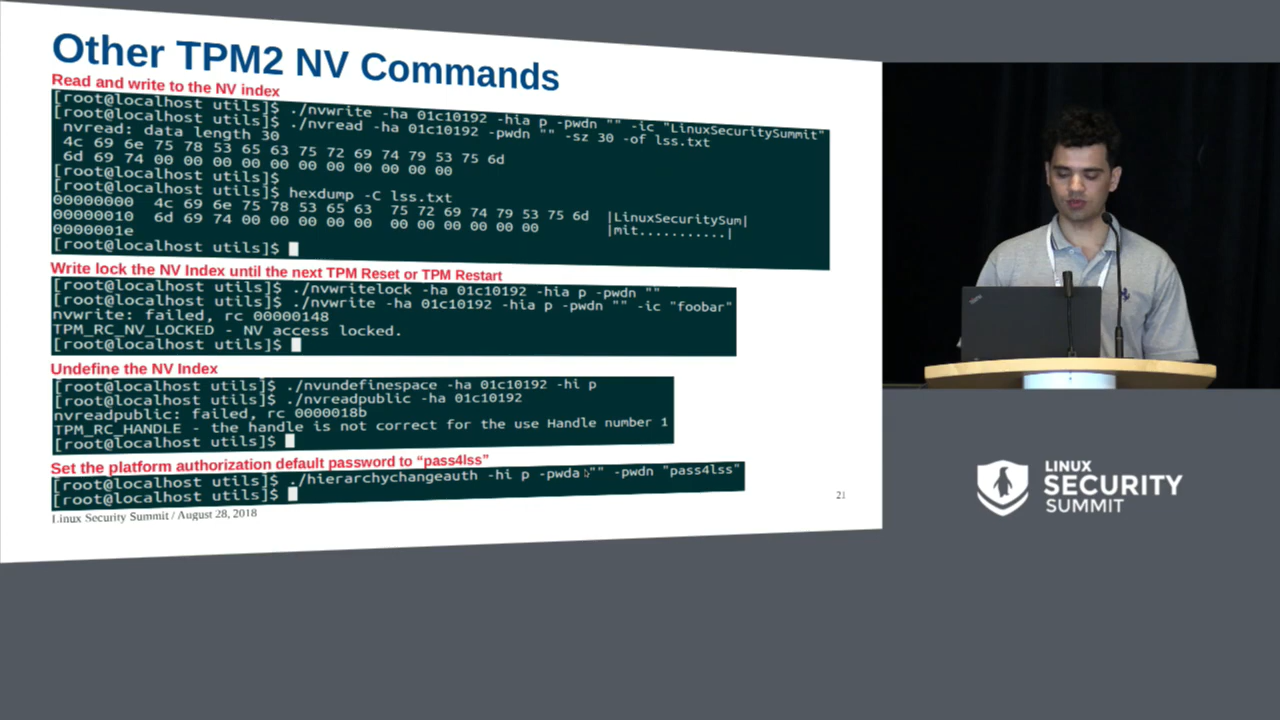 Other TPM2 NV Commands
Read and write to the NV index
[root@localhost utils]$ ./nvwrite -ha 01c10192 -hia p -pwdn "" -ic "LinuxSecuritySummit"
[root@localhost utils]$ ./nvread -ha 01c10192 -pwdn "" -sz 30 -of lss.txt
nvread: data length 30
4c 69 6e 75 78 53 65 63 75 72 69 74 79 53 75 6d
6d 69 74 00 00 00 00 00 00 00 00 00 00 00
[root@localhost utils]$
[root@localhost utils]$ hexdump -C lss.txt
00000000 4c 69 6e 75 78 53 65 63 75 72 69 74 79 53 75 6d |LinuxSecuritySum|
00000010 6d 69 74 00 00 00 00 00 00 00 00 00 00 00 |mit...........|
0000001e
[root@localhost utils]$
Write lock the NV Index until the next TPM Reset or TPM Restart
[root@localhost utils]$ ./nvwritelock -ha 01c10192 -hia p -pwdn ""
[root@localhost utils]$ ./nvwrite -ha 01c10192 -hia p -pwdn "" -ic "foobar"
nvwrite: failed, rc 00000148
TPM_RC_NV_LOCKED - NV access locked.
[root@localhost utils]$
Undefine the NV Index
[root@localhost utils]$ ./nvundefinespace -ha 01c10192 -hi p
[root@localhost utils]$ ./nvreadpublic -ha 01c10192
nvreadpublic: failed, rc 0000018b
TPM_RC_HANDLE - the handle is not correct for the use Handle number 1
[root@localhost utils]$
Set the platform authorization default password to “pass4lss”
[root@localhost utils]$ ./hierarchychangeauth -hi p -pwda "" -pwdn "pass4lss"
[root@localhost utils]$
21
Linux Security Summit / August 28, 2018
LINUX
SECURITY
SUMMIT